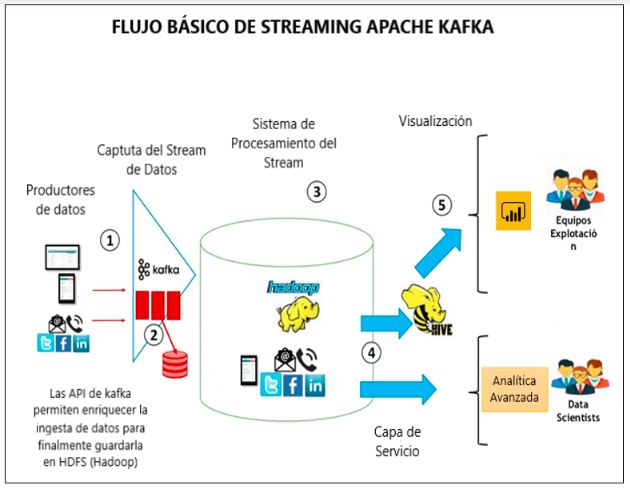 FLUJO BÁSICO DE STREAMING APACHE KAFKA
Productores
de datos
1
Captuta del Stream
de Datos
kafka
2
Las API de kafka
permiten enriquecer la
ingesta de datos para
finalmente guardarla
en HDFS (Hadoop)
Sistema de
Procesamiento del
Stream
3
hadoop
4
HIVE
Capa de
Servicio
Visualización
5
Equipos
Explotació
n
Analítica
Avanzada
Data
Scientists